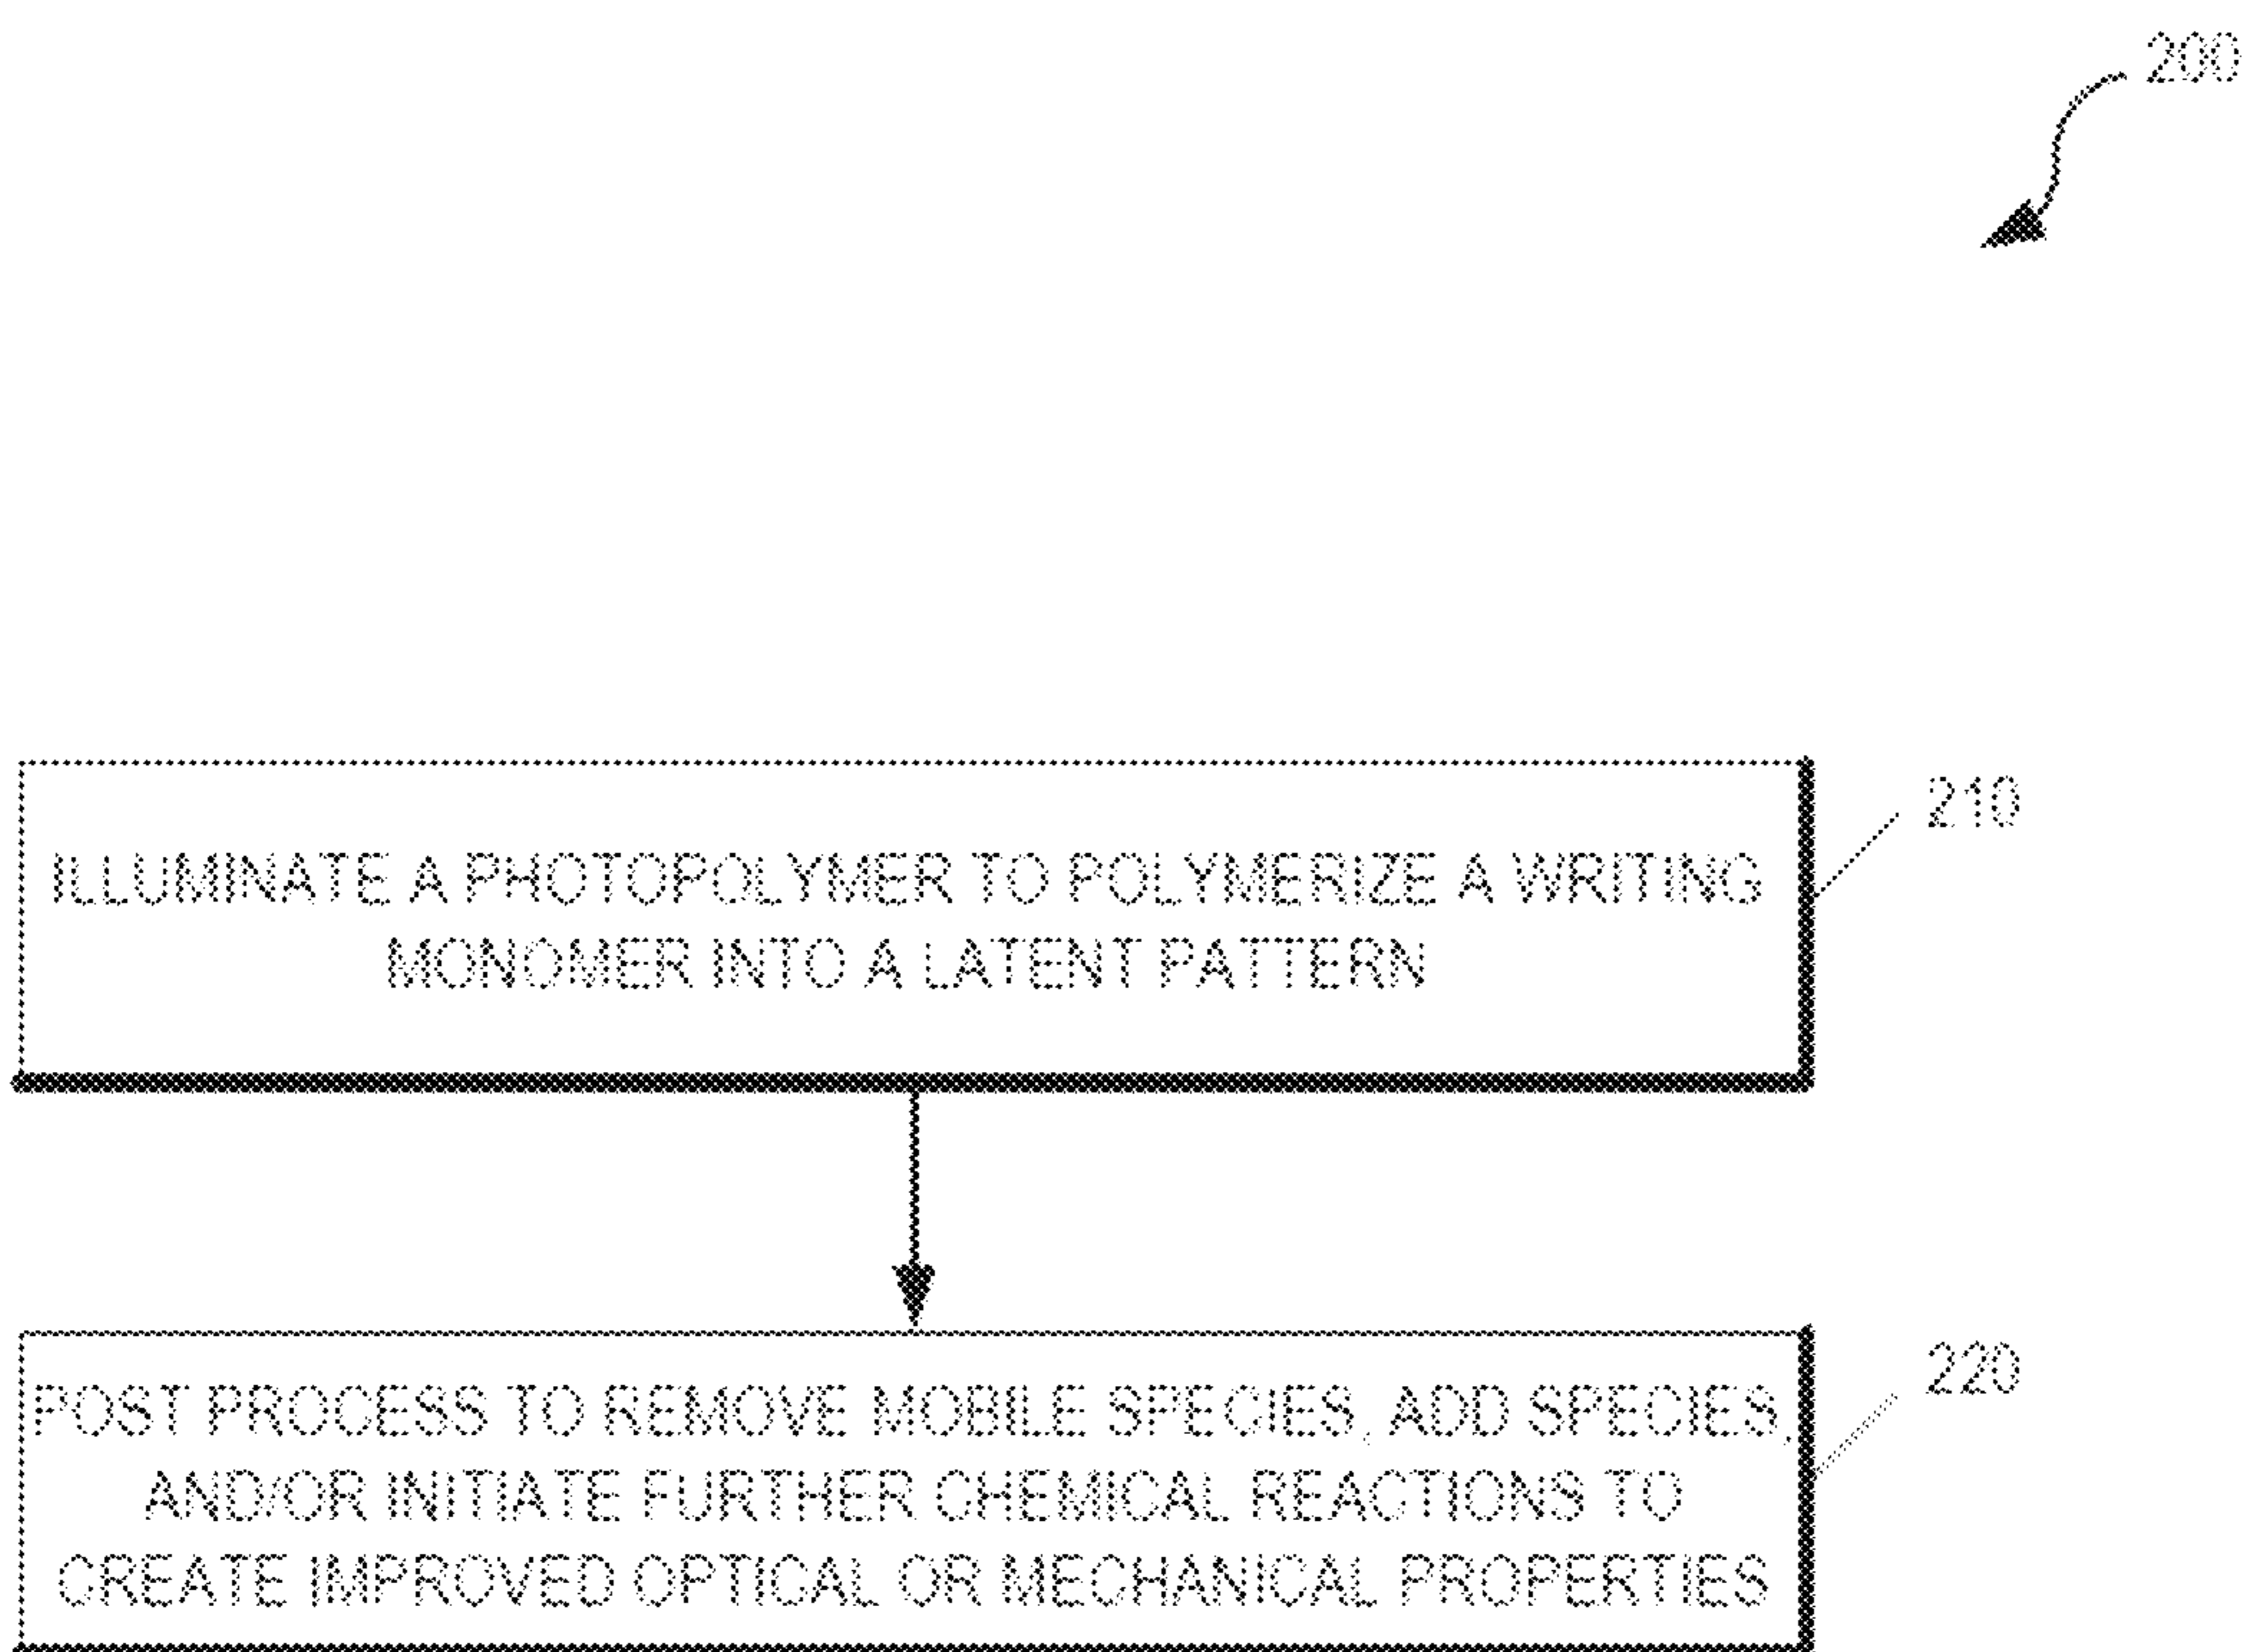 200
210
ILLUMINATE A PHOTOPOLYMER TO POLYMERIZE A WRITING
MONOMER INTO A LATENT PATTERN
220
POST PROCESS TO REMOVE MOBILE SPECIES, ADD SPECIES,
AND/OR INITIATE FURTHER CHEMICAL REACTIONS TO
CREATE IMPROVED OPTICAL OR MECHANICAL PROPERTIES